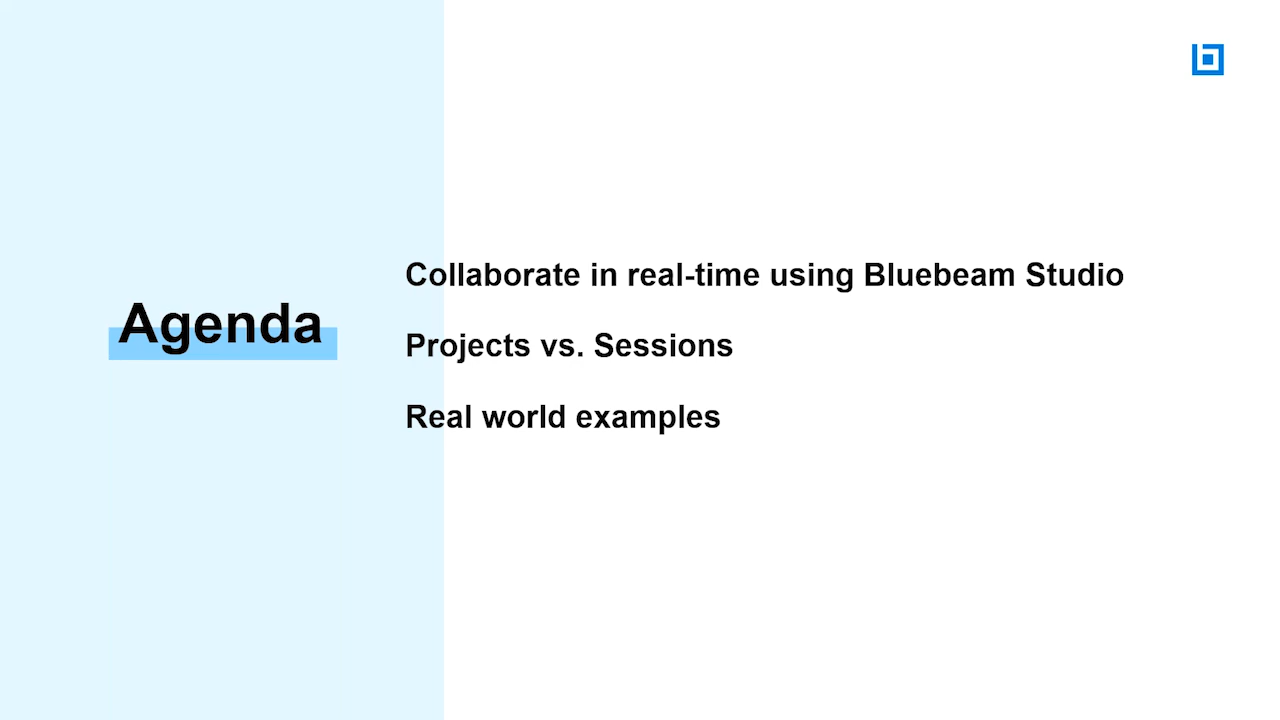 Agenda
Collaborate in real-time using Bluebeam Studio
Projects vs. Sessions
Real world examples